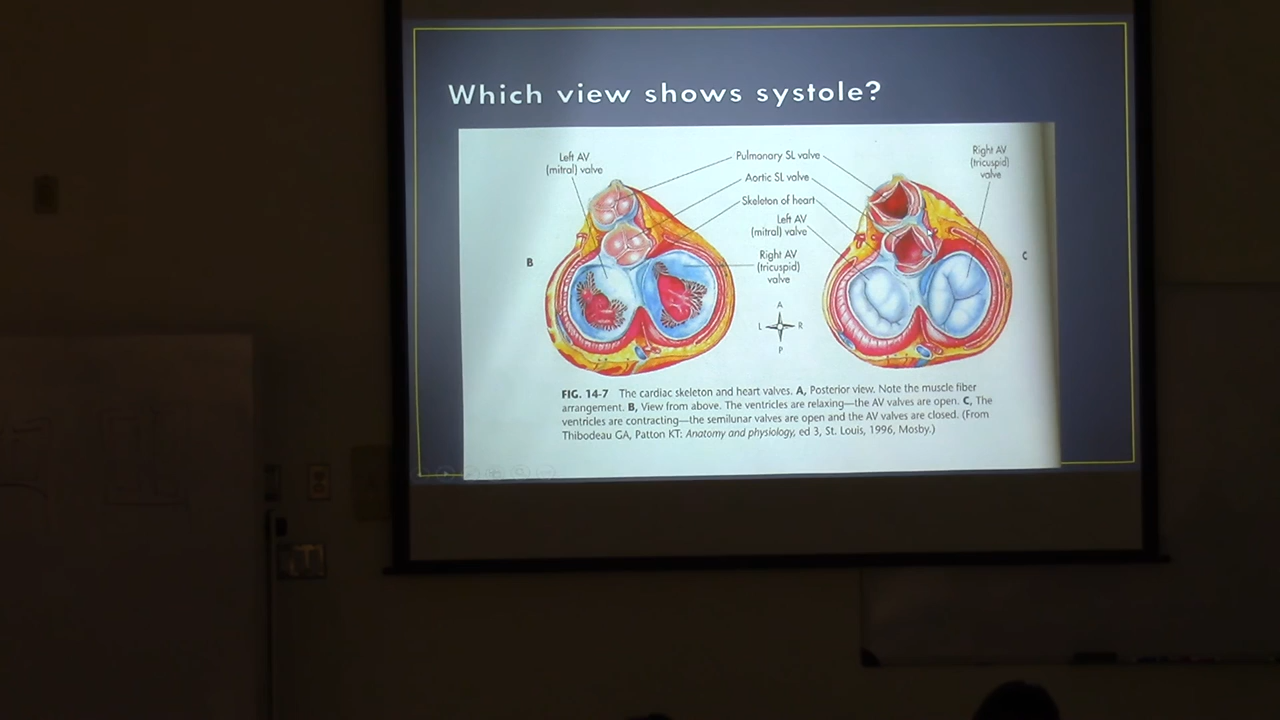 Which view shows systole?
Left AV
(mitral) valve
Pulmonary SL valve
Aortic SL valve
Skeleton of heart
Left AV
(mitral) valve
Right AV
(tricuspid)
valve
Right AV
(tricuspid)
valve
B
C
A
L
R
P
FIG. 14-7 The cardiac skeleton and heart valves. A, Posterior view. Note the muscle fiber
arrangement. B, View from above. The ventricles are relaxing—the AV valves are open. C, The
ventricles are contracting—the semilunar valves are open and the AV valves are closed. (From
Thibodeau GA, Patton KT: Anatomy and physiology, ed 3, St. Louis, 1996, Mosby.)